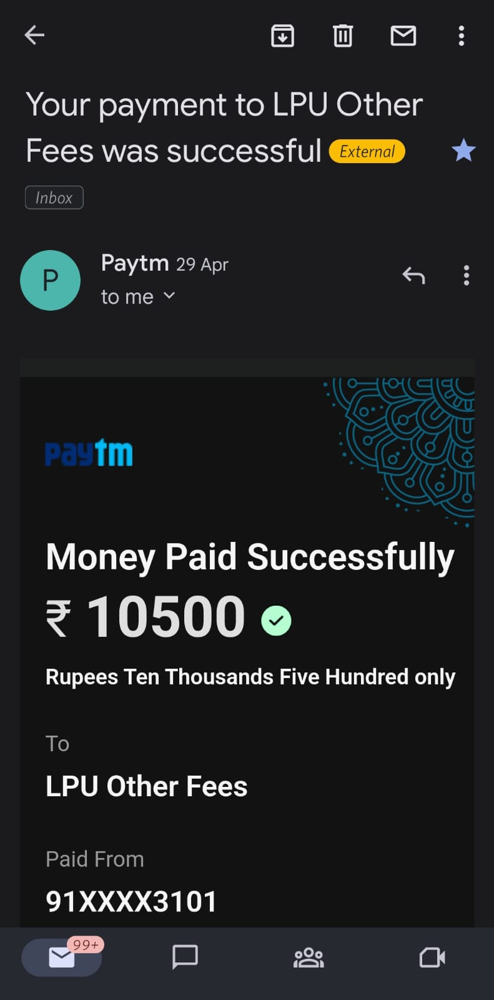 Your payment to LPU Other
Fees was successful External
Inbox
P
Paytm 29 Apr
to me
paytm
Money Paid Successfully
₹ 10500
Rupees Ten Thousands Five Hundred only
To
LPU Other Fees
Paid From
91XXXX3101
99+